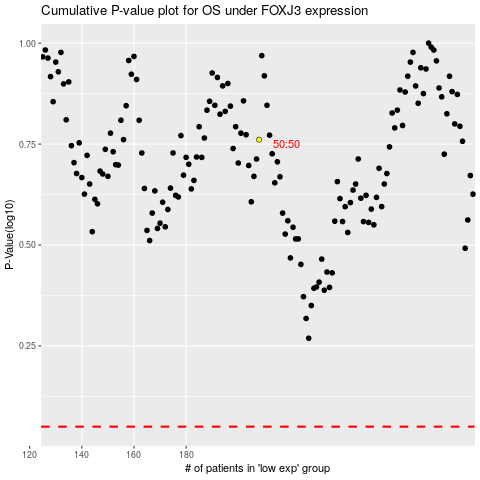 Cumulative P-value plot for OS under FOXJ3 expression
P-Value(log10)
1.00
0.75
0.50
0.25
50:50
120 140 160 180
# of patients in 'low exp' group